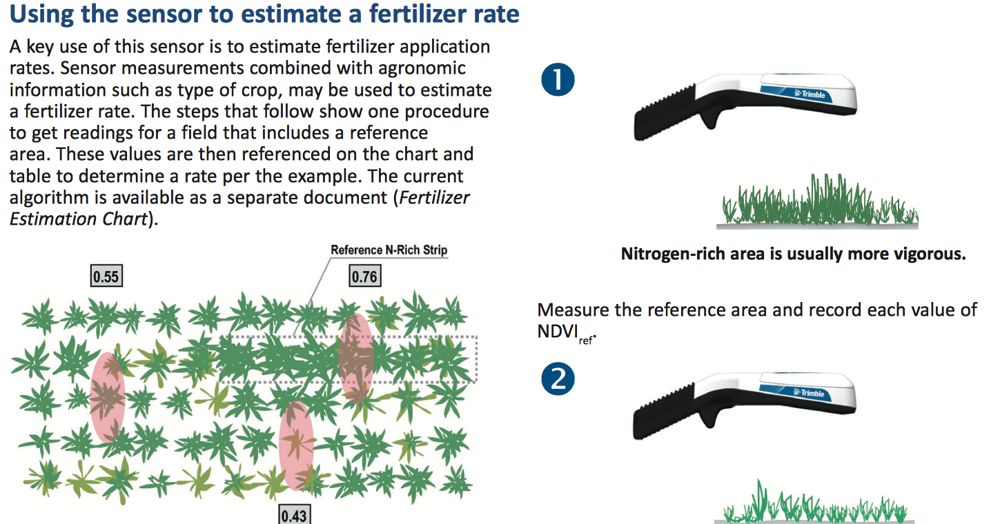 Using the sensor to estimate a fertilizer rate
A key use of this sensor is to estimate fertilizer application
rates. Sensor measurements combined with agronomic
information such as type of crop, may be used to estimate
a fertilizer rate. The steps that follow show one procedure
to get readings for a field that includes a reference
area. These values are then referenced on the chart and
table to determine a rate per the example. The current
algorithm is available as a separate document (Fertilizer
Estimation Chart).
Reference N-Rich Strip
0.55
0.76
0.43
1
Trimble
Nitrogen-rich area is usually more vigorous.
Measure the reference area and record each value of
NDVIref.
2
Trimble